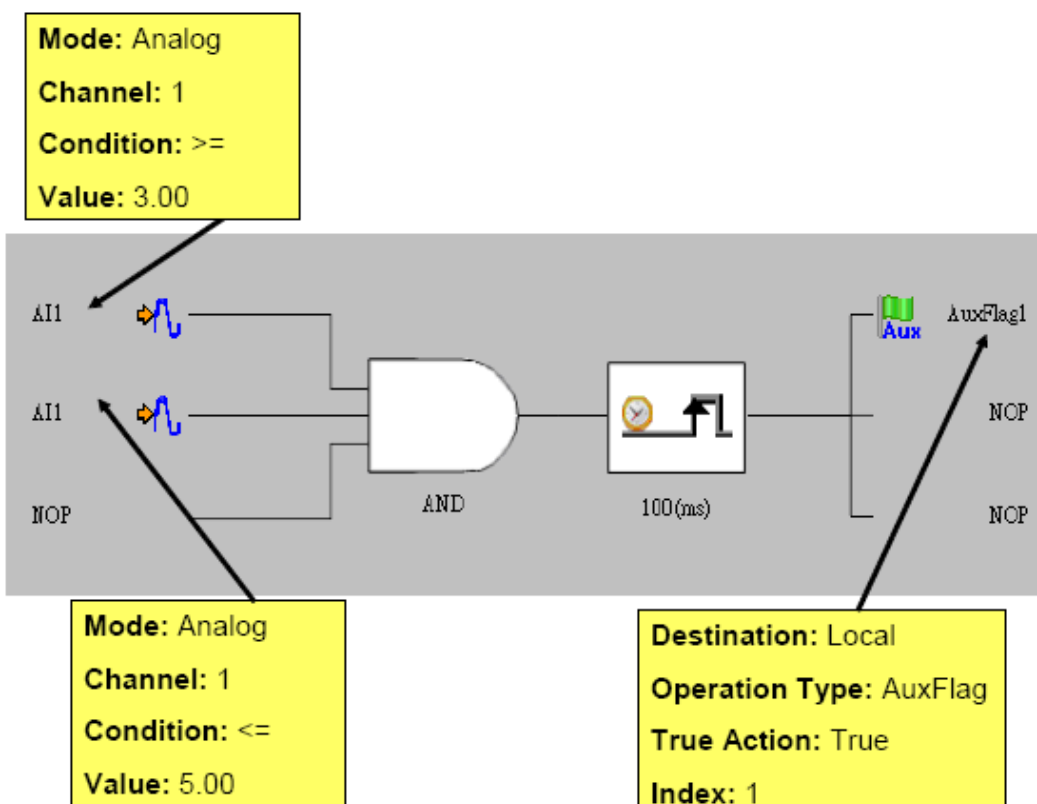 Mode: Analog
Channel: 1
Condition: >=
Value: 3.00
AI1
Aux
AuxFlag1
AI1
NOP
AND
100(ms)
NOP
NOP
Mode: Analog
Channel: 1
Condition: <=
Value: 5.00
Destination: Local
Operation Type: AuxFlag
True Action: True
Index: 1